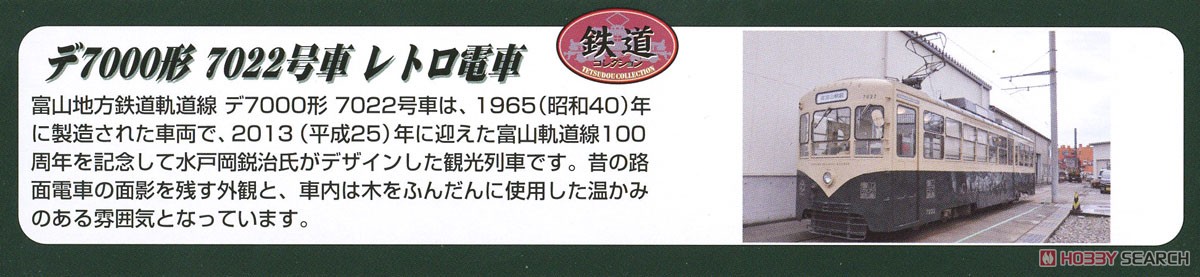 デ7000形 7022号車 レトロ電車
鉄道
コレクション
TETSUDOU COLLECTION
富山地方鉄道軌道線 デ7000形 7022号車は、1965(昭和40)年
に製造された車両で、2013(平成25)年に迎えた富山軌道線100
周年を記念して水戸岡鋭治氏がデザインした観光列車です。昔の路
面電車の面影を残す外観と、車内は木をふんだんに使用した温かみ
のある雰囲気となっています。
7022
HOBBY SEARCH